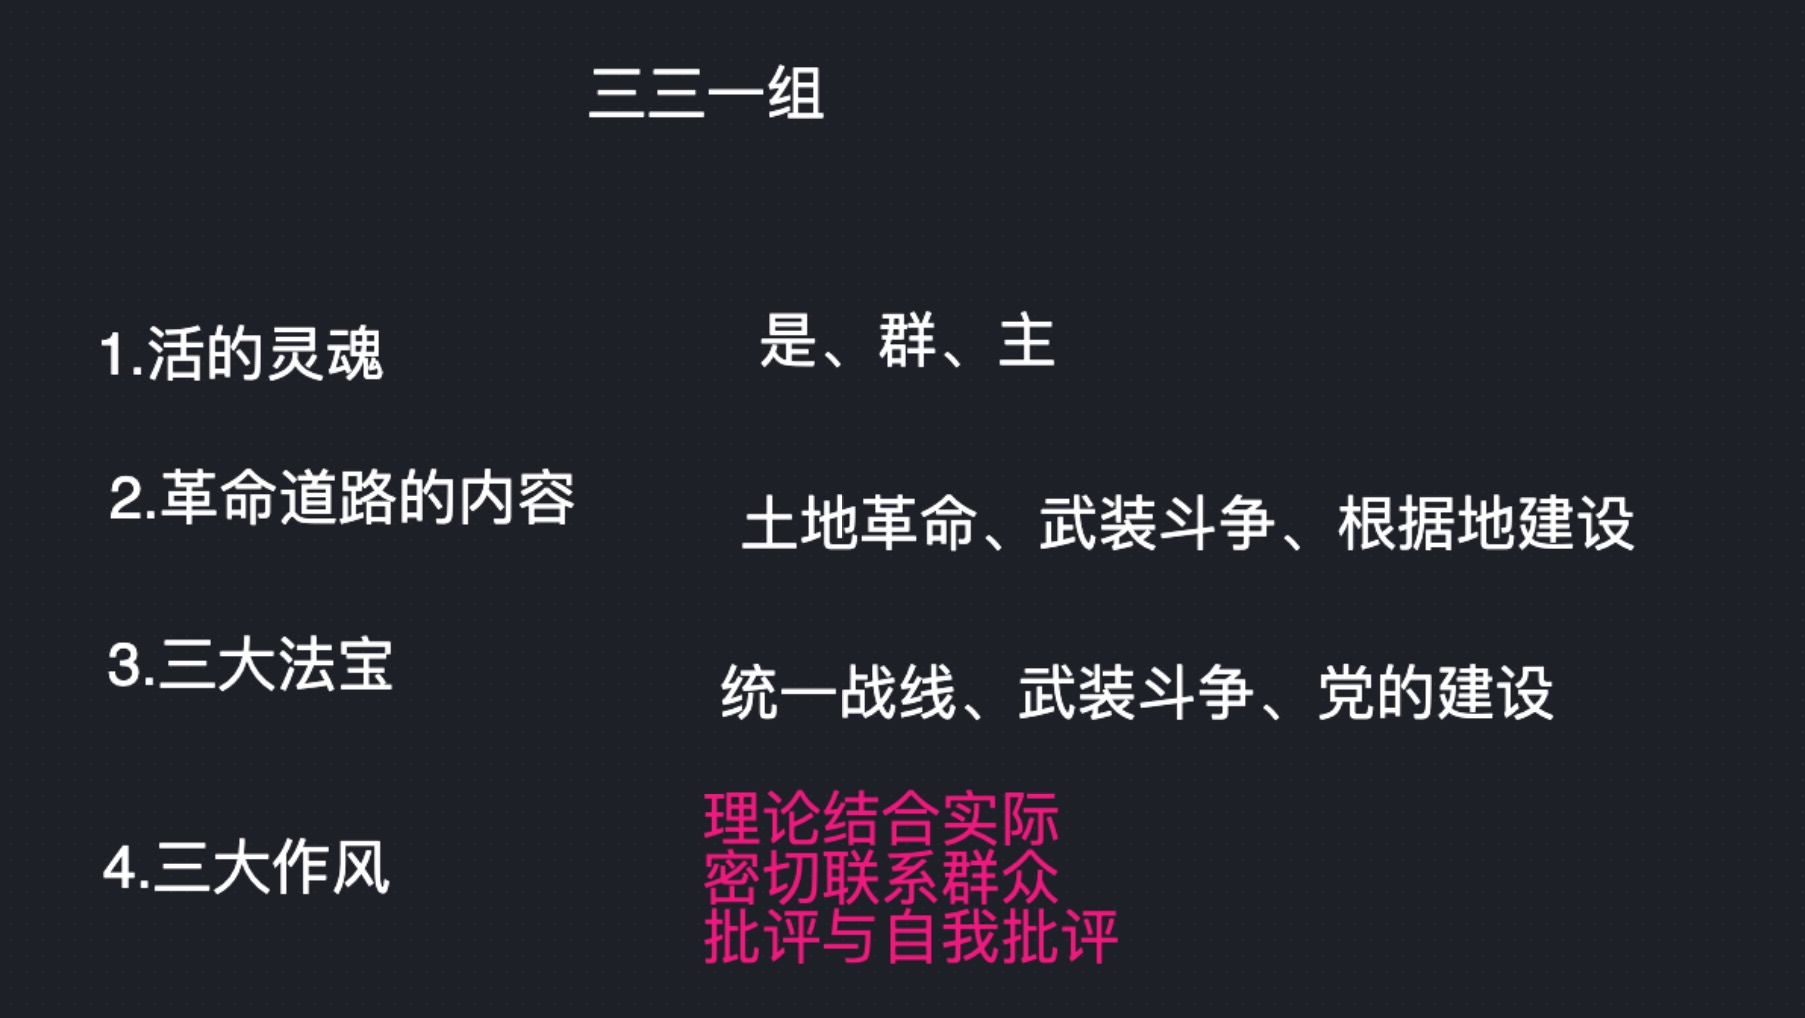 三三一组
1.活的灵魂
是、群、主
2.革命道路的内容
土地革命、武装斗争、根据地建设
3.三大法宝
统一战线、武装斗争、党的建设
4.三大作风
理论结合实际
密切联系群众
批评与自我批评